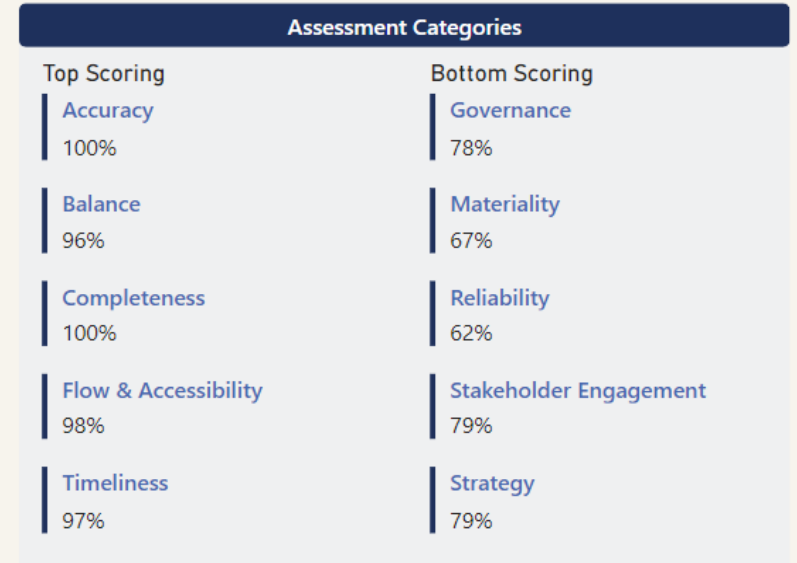 Assessment Categories
Top Scoring
Accuracy
100%
Balance
96%
Completeness
100%
Flow & Accessibility
98%
Timeliness
97%
Bottom Scoring
Governance
78%
Materiality
67%
Reliability
62%
Stakeholder Engagement
79%
Strategy
79%